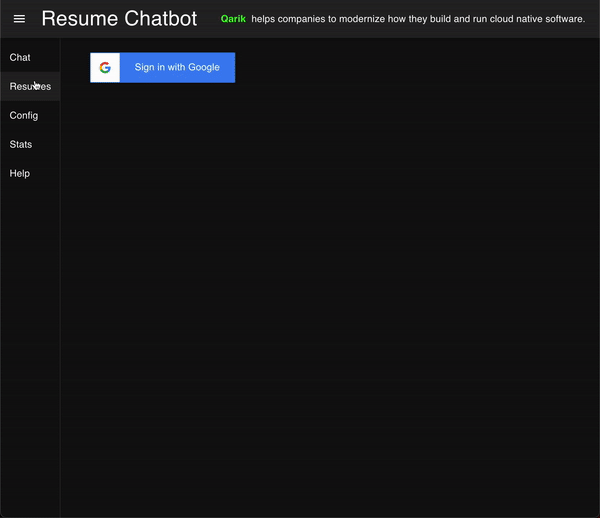 Resume Chatbot
Qarik helps companies to modernize how they build and run cloud native software.
Chat
Resumes
Config
Stats
Help
Sign in with Google